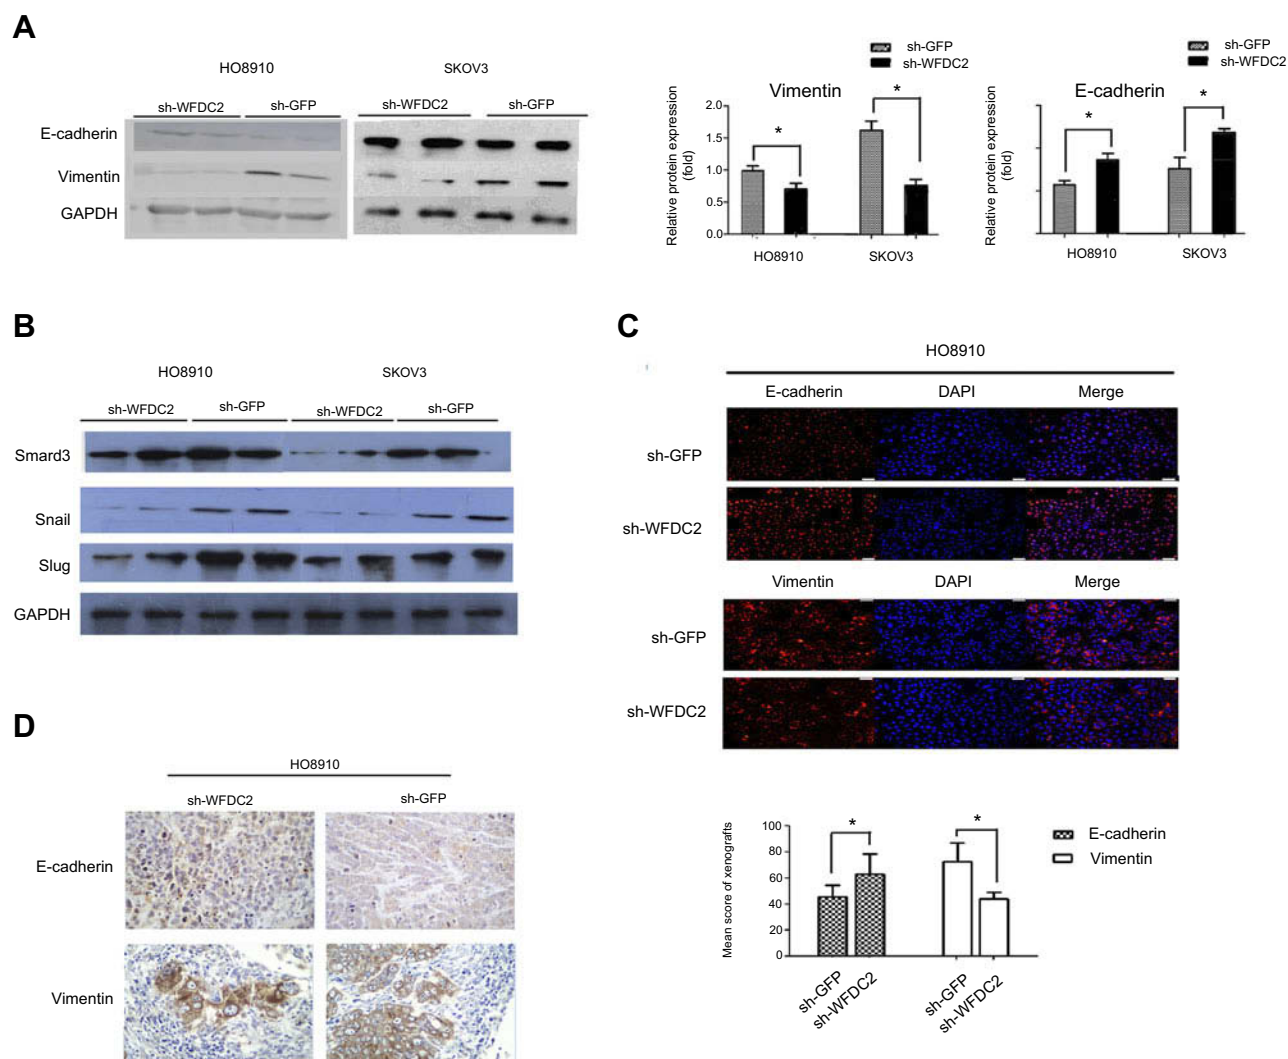 A
HO8910
SKOV3
sh-WFDC2
sh-GFP
sh-WFDC2
sh-GFP
E-cadherin
Vimentin
GAPDH
sh-GFP
sh-WFDC2
Vimentin
Relative protein expression
(fold)
2.0
1.5
1.0
0.5
0.0
*
*
HO8910
SKOV3
sh-GFP
sh-WFDC2
E-cadherin
Relative protein expression
(fold)
*
*
HO8910
SKOV3
B
HO8910
SKOV3
sh-WFDC2
sh-GFP
sh-WFDC2
sh-GFP
Smard3
Snail
Slug
GAPDH
C
HO8910
E-cadherin
DAPI
Merge
sh-GFP
sh-WFDC2
Vimentin
DAPI
Merge
sh-GFP
sh-WFDC2
D
HO8910
sh-WFDC2
sh-GFP
E-cadherin
Vimentin
Mean score of xenografts
100
80
60
40
20
0
*
*
sh-GFP
sh-WFDC2
sh-GFP
sh-WFDC2
E-cadherin
Vimentin